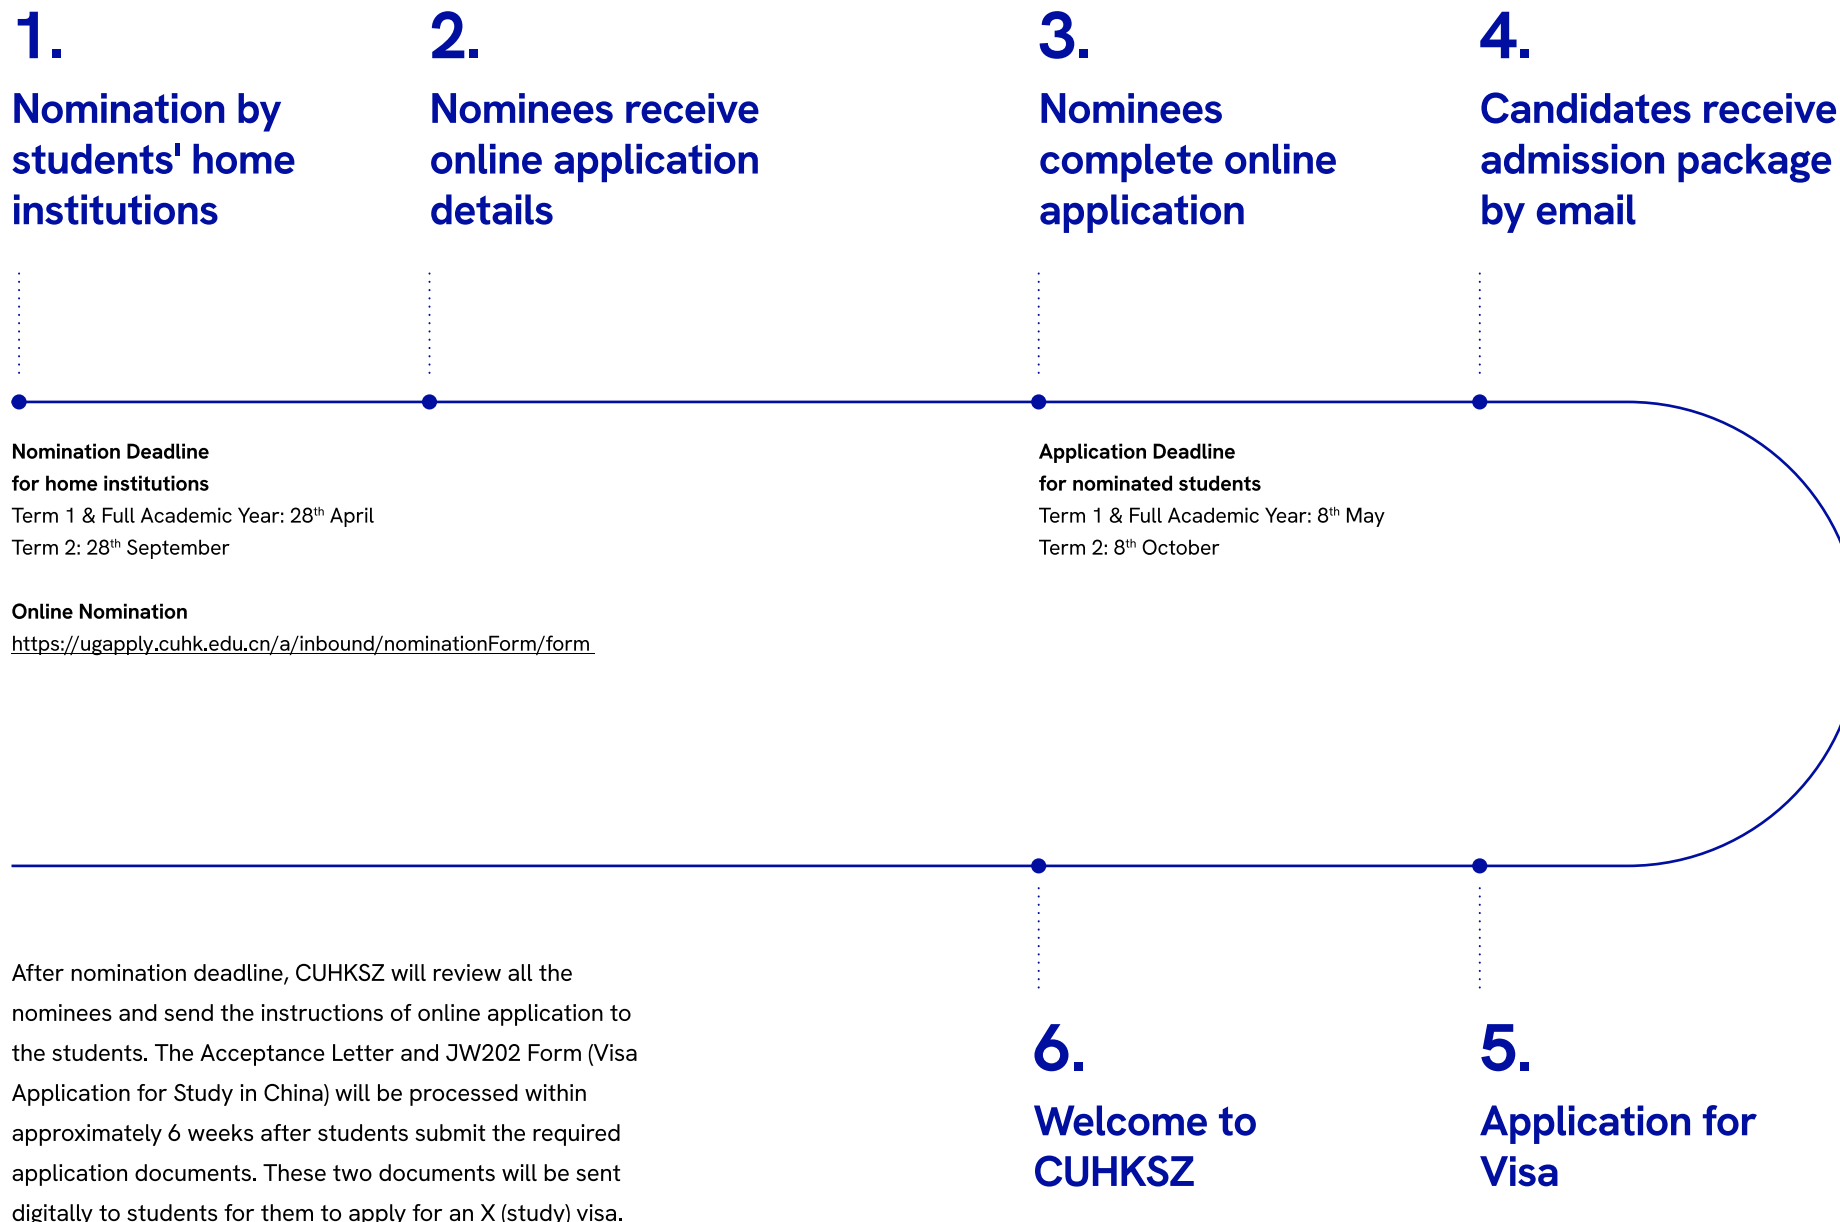 1.
Nomination by
students' home
institutions
2.
Nominees receive
online application
details
3.
Nominees
complete online
application
4.
Candidates receive
admission package
by email
Nomination Deadline
for home institutions
Term 1 & Full Academic Year: 28th April
Term 2: 28th September
Online Nomination
https://ugapply.cuhk.edu.cn/a/inbound/nominationForm/form
Application Deadline
for nominated students
Term 1 & Full Academic Year: 8th May
Term 2: 8th October
5.
Application for
Visa
6.
Welcome to
CUHKSZ
After nomination deadline, CUHKSZ will review all the
nominees and send the instructions of online application to
the students. The Acceptance Letter and JW202 Form (Visa
Application for Study in China) will be processed within
approximately 6 weeks after students submit the required
application documents. These two documents will be sent
digitally to students for them to apply for an X (study) visa.